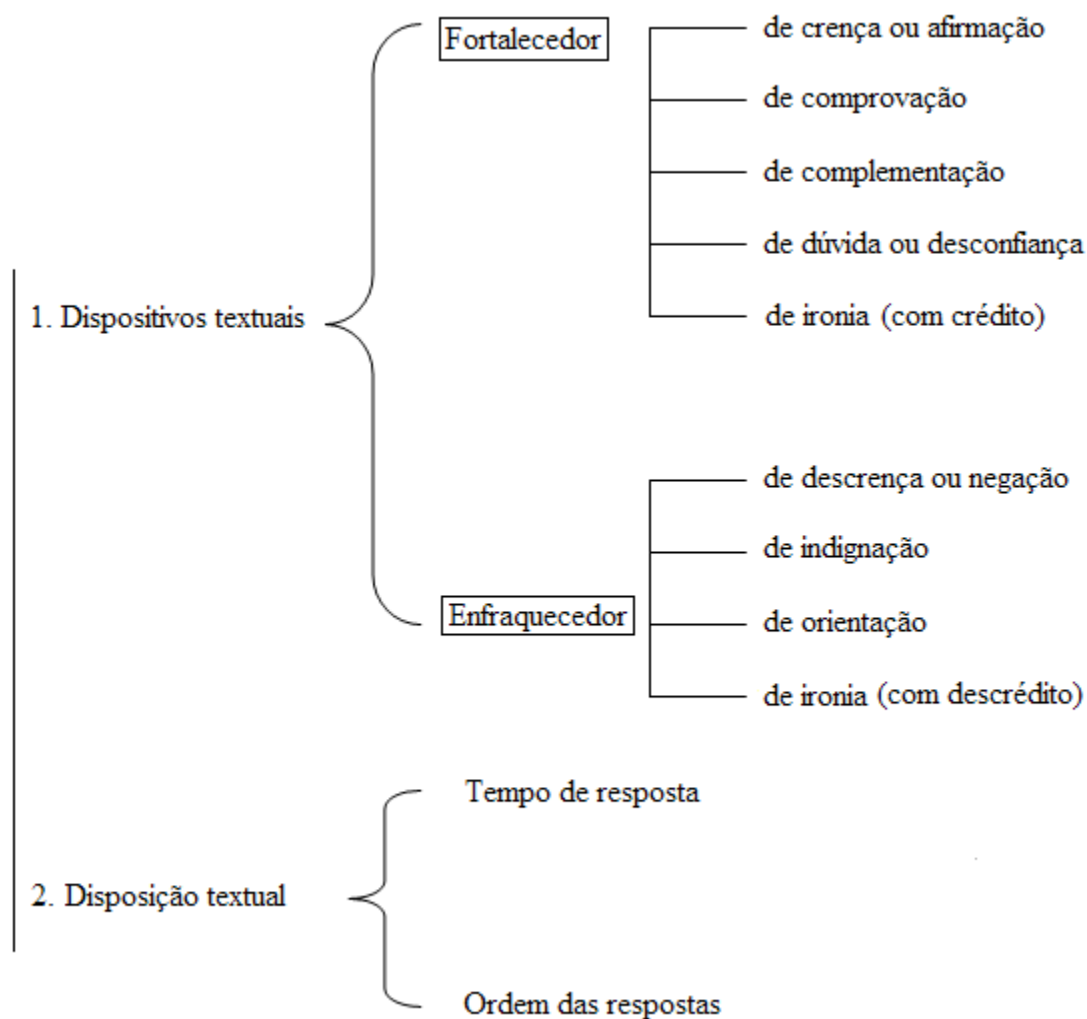 1. Dispositivos textuais
Fortalecedor
de crença ou afirmação
de comprovação
de complementação
de dúvida ou desconfiança
de ironia (com crédito)
Enfraquecedor
de descrença ou negação
de indignação
de orientação
de ironia (com descrédito)
2. Disposição textual
Tempo de resposta
Ordem das respostas